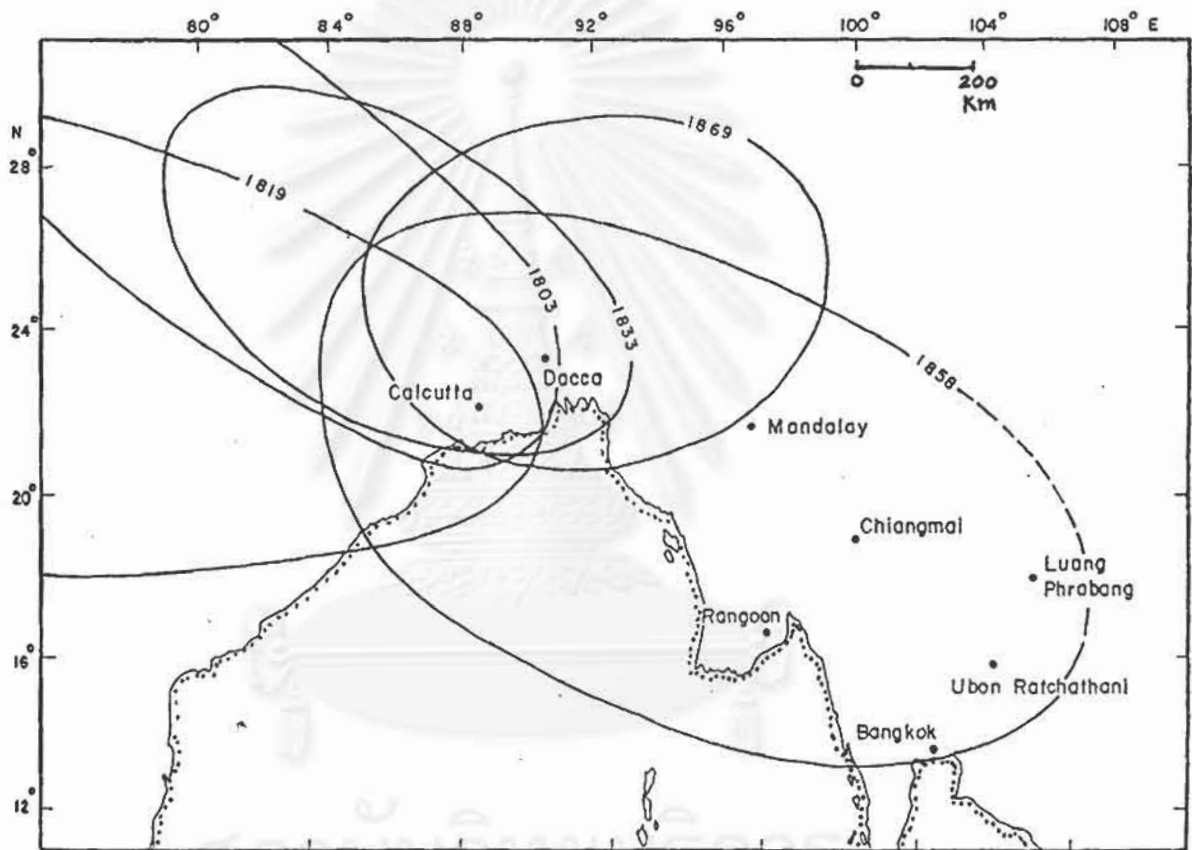 80° 84° 88° 92° 96° 100° 104° 108° E
0 200
Km
N
28°
24°
20°
16°
12°
1869
1819
1803
1833
1858
Dacca
Calcutta
Mandalay
Chiangmai
Luang
Phrabang
Rangoon
Ubon Ratchathani
Bangkok